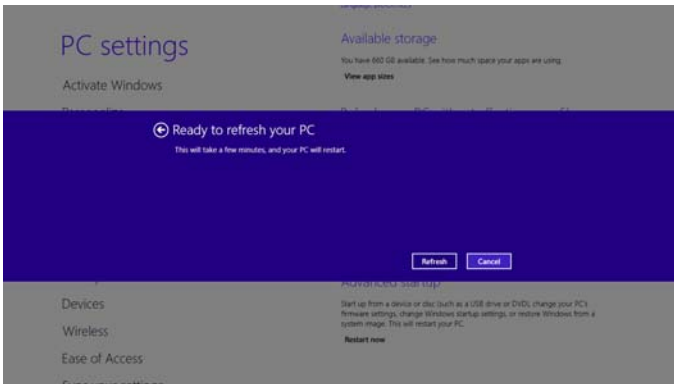 PC settings
Activate Windows
Devices
Wireless
Ease of Access
Available storage
You have 660 GB available. See how much space your apps are using.
View app sizes
Ready to refresh your PC
This will take a few minutes, and your PC will restart.
Refresh
Cancel
Advanced startup
Start up from a device or disc (such as a USB drive or DVD), change your PC's
firmware settings, change Windows startup settings, or restore Windows from a
system image. This will restart your PC.
Restart now